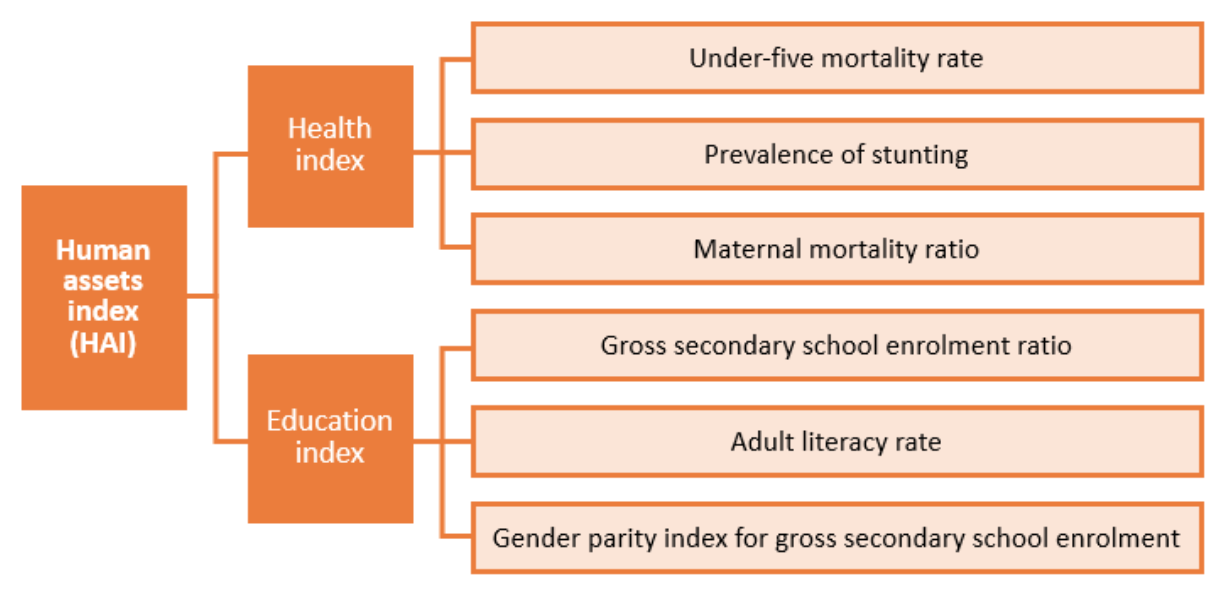 Human
assets
index
(HAI)
Health
index
Under-five mortality rate
Prevalence of stunting
Maternal mortality ratio
Education
index
Gross secondary school enrolment ratio
Adult literacy rate
Gender parity index for gross secondary school enrolment